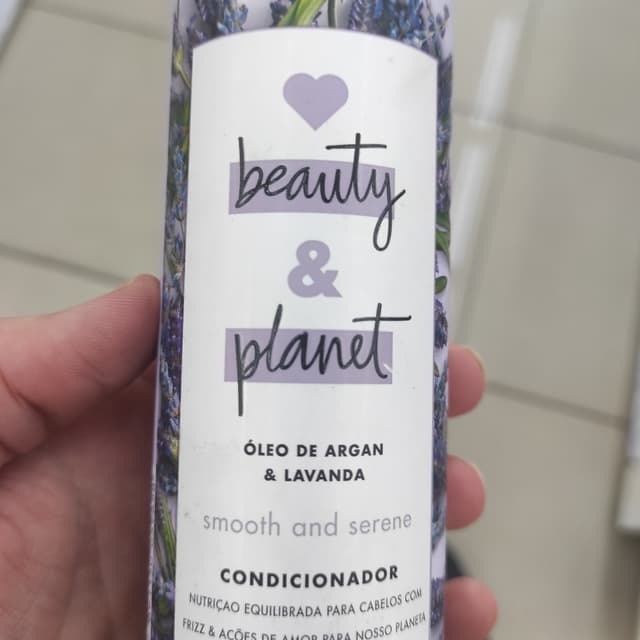 beauty
&
planet
ÓLEO DE ARGAN
& LAVANDA
smooth and serene
CONDICIONADOR
NUTRIÇAO EQUILIBRADA PARA CABELOS COM
FRIZZ & AÇÕES DE AMOR PARA NOSSO PLANETA